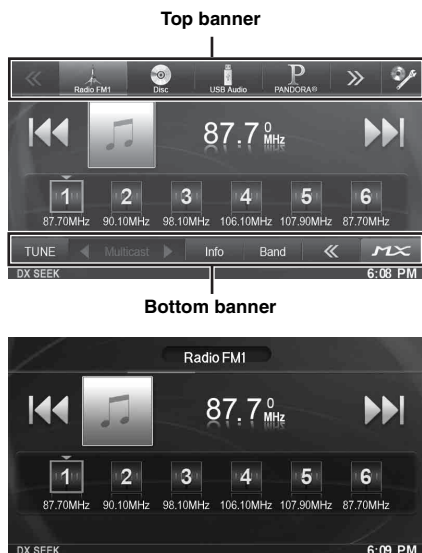 Top banner
Radio FM1 Disc USB Audio P PANDORA®
87.7 0 MHz
1 2 3 4 5 6
87.70MHz 90.10MHz 98.10MHz 106.10MHz 107.90MHz 87.70MHz
TUNE Multicast Info Band MX
DX SEEK 6:08 PM
Bottom banner
Radio FM1
87.7 0 MHz
1 2 3 4 5 6
87.70MHz 90.10MHz 98.10MHz 106.10MHz 107.90MHz 87.70MHz
DX SEEK 6:09 PM